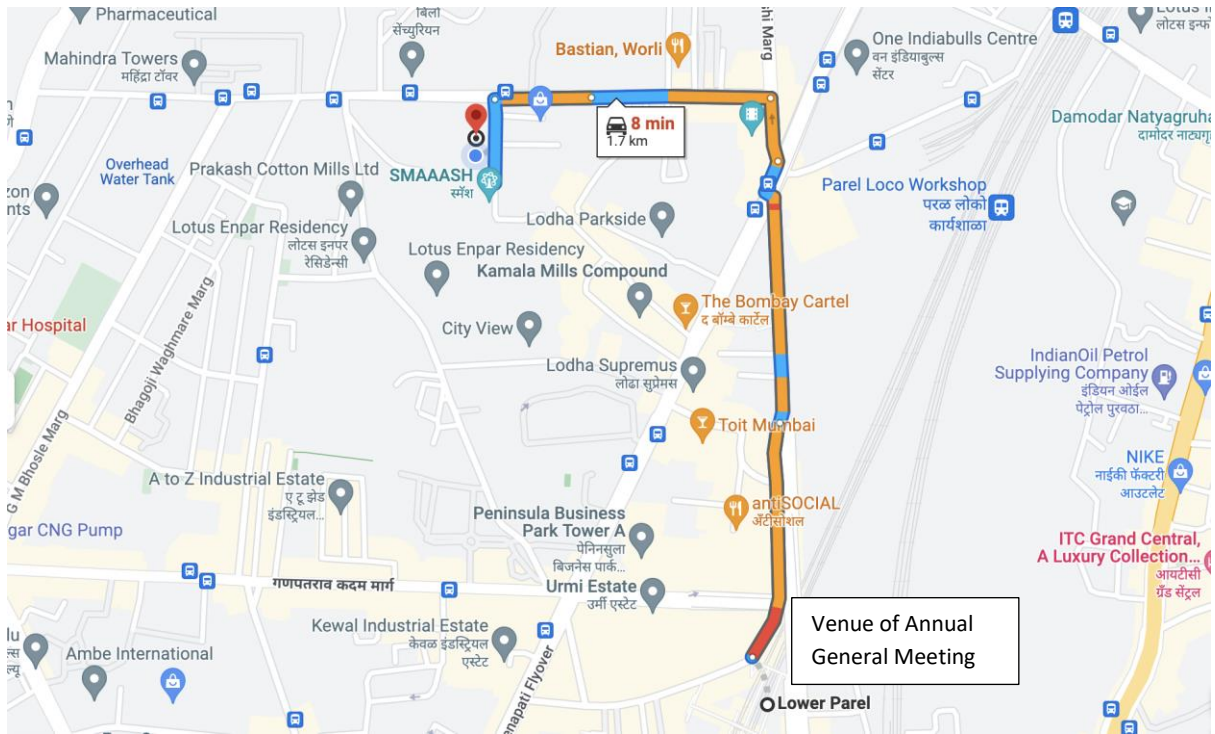 Pharmaceutical
बिर्ला
सेंच्युरियन
Mahindra Towers
महिंद्रा टॉवर
Bastian, Worli
One Indiabulls Centre
वन इंडियाबुल्स
सेंटर
लोटस
8 min
1.7 km
Damodar Natyagruha
Overhead
Water Tank
Prakash Cotton Mills Ltd
SMAAASH
स्मॅश
Parel Loco Workshop
परळ लोको
कार्यशाळा
Lotus Enpar Residency
लोटस इनपर
रेसिडेन्सी
Lodha Parkside
Lotus Enpar Residency
Kamala Mills Compound
The Bombay Cartel
द बॉम्बे कार्टेल
Hospital
City View
Bhagoji Waghmare Marg
Lodha Supremus
लोढा सुप्रेमस
IndianOil Petrol
Supplying Company
इंडियन ऑईल
पेट्रोल पुरवठा...
Toit Mumbai
G M Bhosle Marg
NIKE
नाईकी फॅक्टरी
आउटलेट
A to Z Industrial Estate
ए टू झेड
इंडस्ट्रियल...
antiSOCIAL
अँटीसोशल
Peninsula Business
Park Tower A
पेनिनसुला
बिजनेस पार्क...
CNG Pump
ITC Grand Central,
A Luxury Collection...
आयटीसी
ग्रँड सेंट्रल
गणपतराव कदम मार्ग
Urmi Estate
उर्मी एस्टेट
Kewal Industrial Estate
केवळ इंडस्ट्रियल
एस्टेट
Venue of Annual
General Meeting
Ambe International
enapati Flyover
Lower Parel